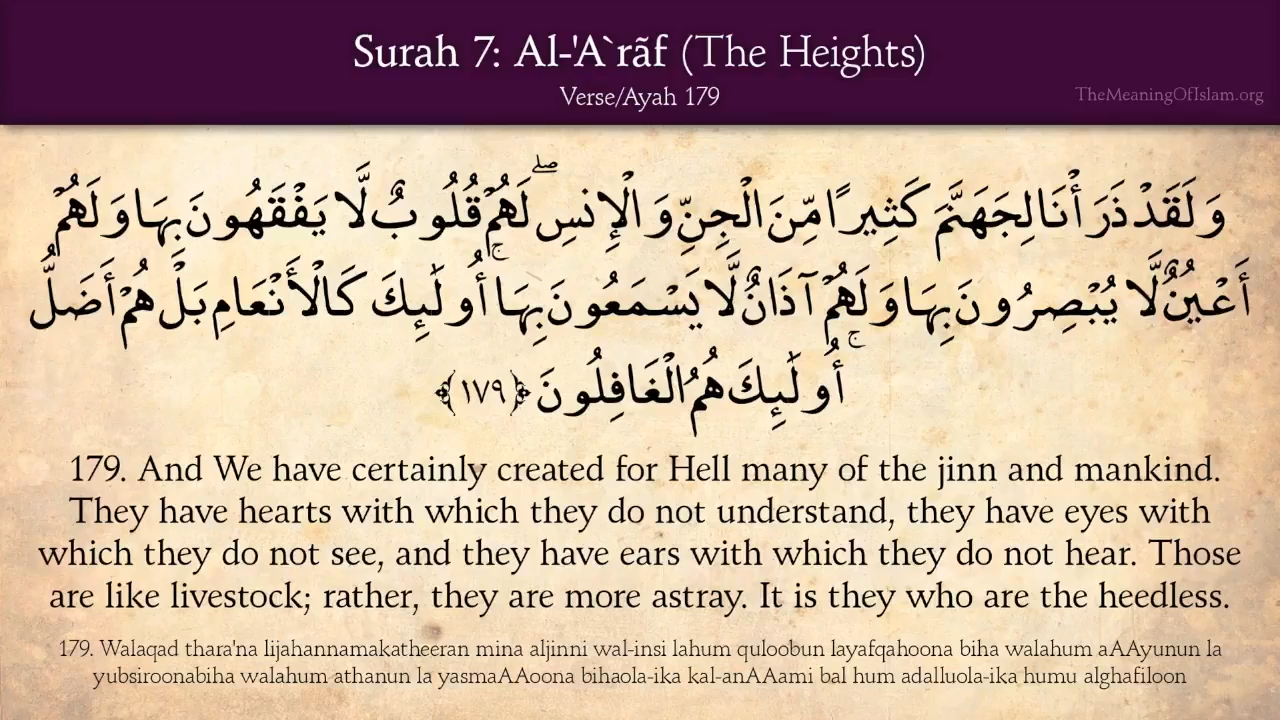 Surah 7: Al-'A`rãf (The Heights)
Verse/Ayah 179
TheMeaningOfIslam.org
وَلَقَدْ ذَرَأْنَا لِجَهَنَّمَ كَثِيرًا مِّنَ الْجِنِّ وَالْإِنسِ ۖ لَهُمْ قُلُوبٌ لَّا يَفْقَهُونَ بِهَا وَلَهُمْ
أَعْيُنٌ لَّا يُبْصِرُونَ بِهَا وَلَهُمْ آذَانٌ لَّا يَسْمَعُونَ بِهَا ۚ أُولَٰئِكَ كَالْأَنْعَامِ بَلْ هُمْ أَضَلُّ
ۚ أُولَٰئِكَ هُمُ الْغَافِلُونَ ﴿١٧٩﴾
179. And We have certainly created for Hell many of the jinn and mankind.
They have hearts with which they do not understand, they have eyes with
which they do not see, and they have ears with which they do not hear. Those
are like livestock; rather, they are more astray. It is they who are the heedless.
179. Walaqad thara'na lijahannamakatheeran mina aljinni wal-insi lahum quloobun layafqahoona biha walahum aAAyunun la
yubsiroonabiha walahum athanun la yasmaAAoona bihaola-ika kal-anAAami bal hum adalluola-ika humu alghafiloon